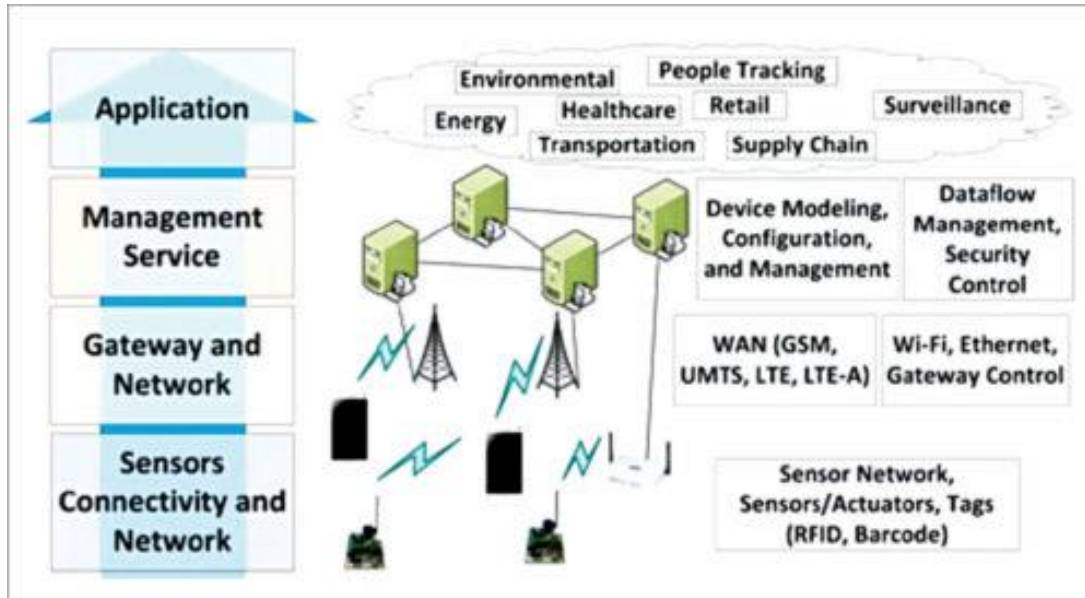 Application
Environmental
People Tracking
Energy
Healthcare
Retail
Surveillance
Transportation
Supply Chain
Management
Service
Device Modeling,
Configuration,
and Management
Dataflow
Management,
Security
Control
Gateway and
Network
WAN (GSM,
UMTS, LTE, LTE-A)
Wi-Fi, Ethernet,
Gateway Control
Sensors
Connectivity and
Network
Sensor Network,
Sensors/Actuators, Tags
(RFID, Barcode)